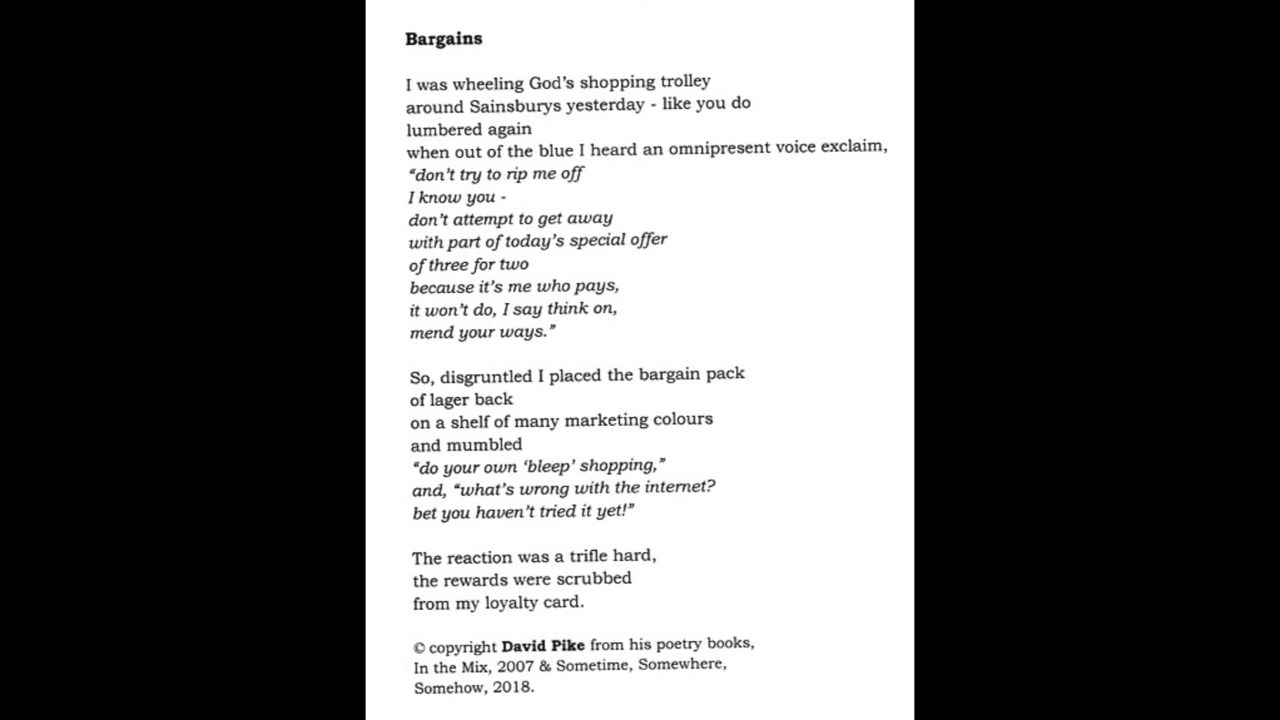 Bargains
I was wheeling God's shopping trolley
around Sainsburys yesterday - like you do
lumbered again
when out of the blue I heard an omnipresent voice exclaim,
"don't try to rip me off
I know you -
don't attempt to get away
with part of today's special offer
of three for two
because it's me who pays,
it won't do, I say think on,
mend your ways."
So, disgruntled I placed the bargain pack
of lager back
on a shelf of many marketing colours
and mumbled
"do your own 'bleep' shopping,"
and, "what's wrong with the internet?
bet you haven't tried it yet!"
The reaction was a trifle hard,
the rewards were scrubbed
from my loyalty card.
© copyright David Pike from his poetry books,
In the Mix, 2007 & Sometime, Somewhere,
Somehow, 2018.